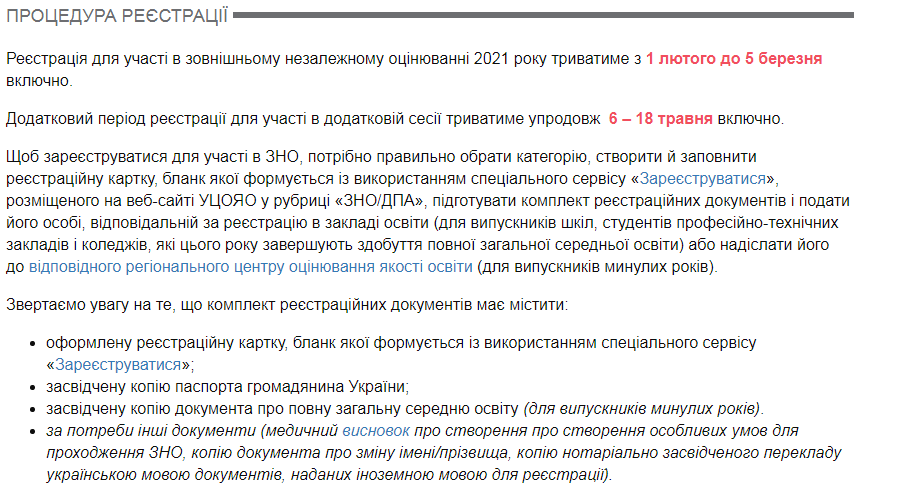 ПРОЦЕДУРА РЕЄСТРАЦІЇ
Реєстрація для участі в зовнішньому незалежному оцінюванні 2021 року триватиме з 1 лютого до 5 березня
включно.
Додатковий період реєстрації для участі в додатковій сесії триватиме упродовж 6 – 18 травня включно.
Щоб зареєструватися для участі в ЗНО, потрібно правильно обрати категорію, створити й заповнити
реєстраційну картку, бланк якої формується із використанням спеціального сервісу «Зареєструватися»,
розміщеного на веб-сайті УЦОЯО у рубриці «ЗНО/ДПА», підготувати комплект реєстраційних документів і подати
його особі, відповідальній за реєстрацію в закладі освіти (для випускників шкіл, студентів професійно-технічних
закладів і коледжів, які цього року завершують здобуття повної загальної середньої освіти) або надіслати його
до відповідного регіонального центру оцінювання якості освіти (для випускників минулих років).
Звертаємо увагу на те, що комплект реєстраційних документів має містити:
• оформлену реєстраційну картку, бланк якої формується із використанням спеціального сервісу
«Зареєструватися»;
• засвідчену копію паспорта громадянина України;
• засвідчену копію документа про повну загальну середню освіту (для випускників минулих років).
• за потреби інші документи (медичний висновок про створення про створення особливих умов для
проходження ЗНО, копію документа про зміну імені/прізвища, копію нотаріально засвідченого перекладу
українською мовою документів, наданих іноземною мовою для реєстрації).